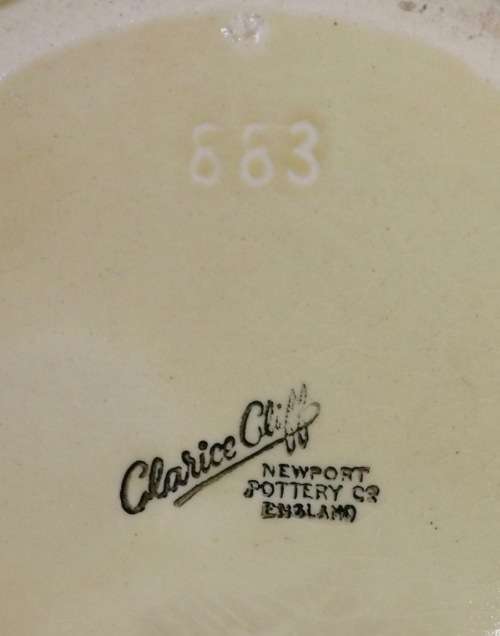 663
Clarice Cliff
NEWPORT
POTTERY Co
ENGLAND